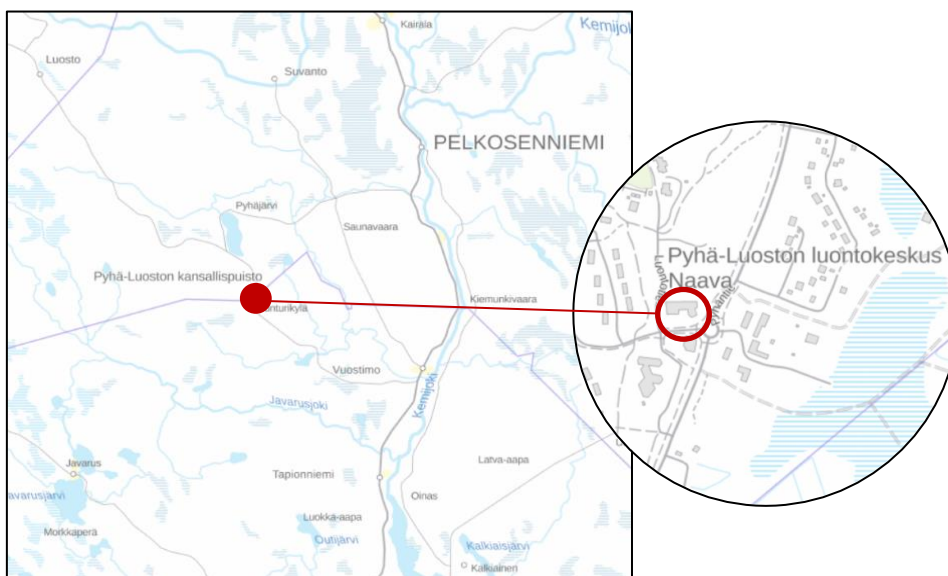 Kairala
Kemijoki
Luosto
Suvanto
PELKOSENNIEMI
Pyhäjärvi
Saunavaara
Pyhä-Luoston kansallispuisto
Kiemunkivaara
Vuostimo
Kemijoki
Javarusjoki
Javarus
Tapionniemi
Latva-aapa
Oinas
Luokka-aapa
Outijärvi
Morkkaperä
Kalkiaisjärvi
Kalkiainen
Pyhä-Luoston luontokeskus
Naava